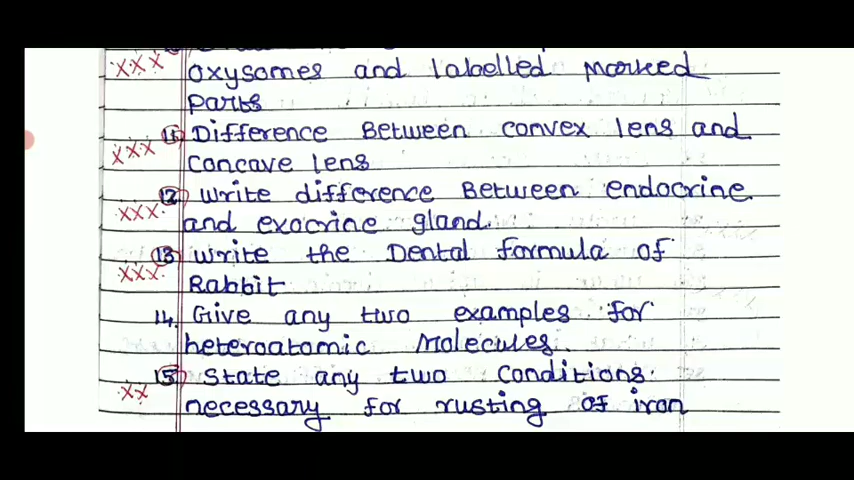 xxx oxysomes and labelled marked
parts
xxx 11) Difference Between convex lens and
concave lens
xxx 12) write difference Between endocrine
and exocrine gland.
xxx 13) write the Dental formula of
Rabbit
14. Give any two examples for
heteroatomic Molecules.
xx 15) State any two conditions
necessary for rusting of iron